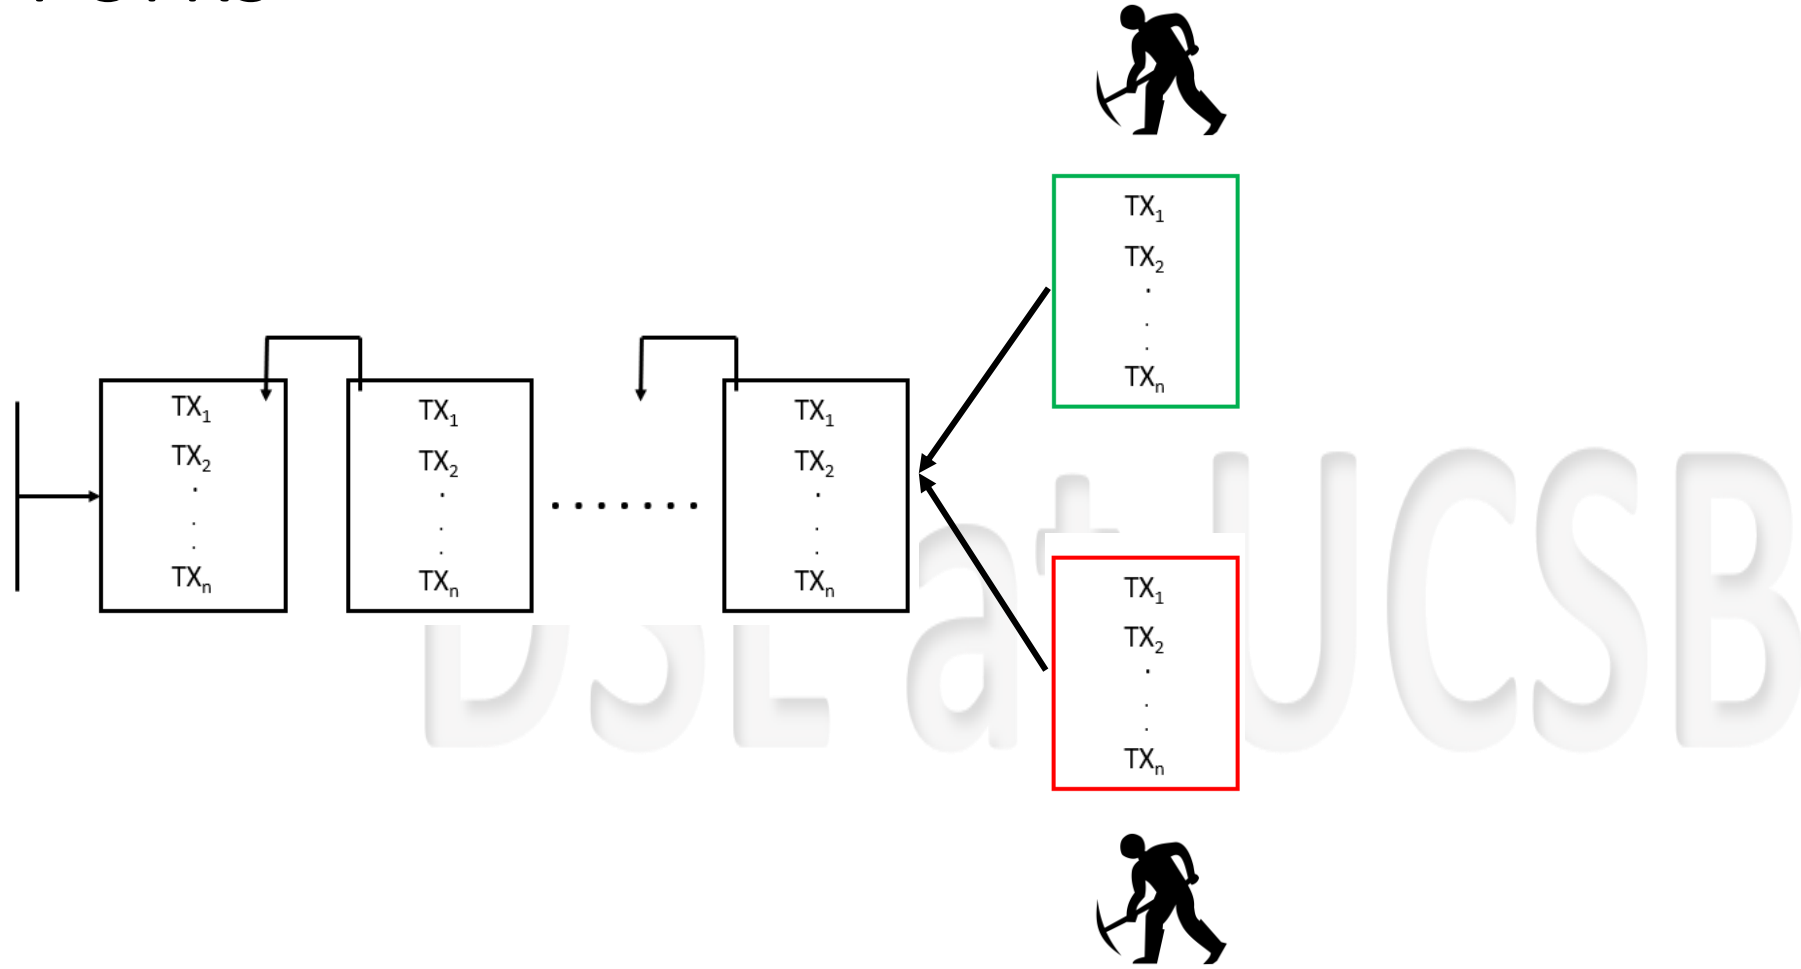 TX1
TX2
.
.
.
TXn
TX1
TX2
.
.
.
TXn
.......
TX1
TX2
.
.
.
TXn
TX1
TX2
.
.
.
TXn
TX1
TX2
.
.
.
TXn
DSL at UCSB